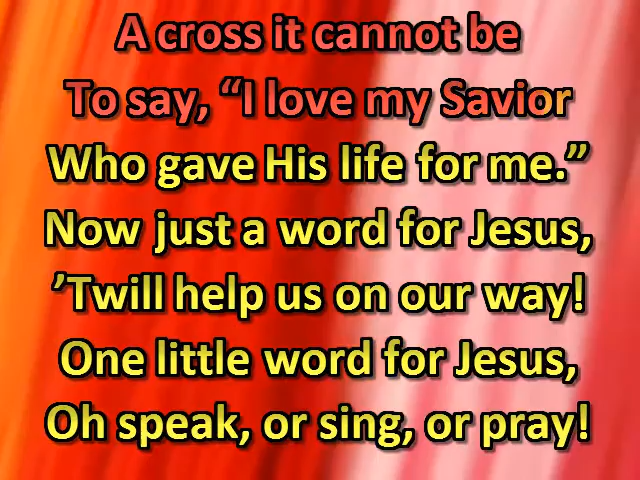 A cross it cannot be
To say, “I love my Savior
Who gave His life for me.”
Now just a word for Jesus,
’Twill help us on our way!
One little word for Jesus,
Oh speak, or sing, or pray!